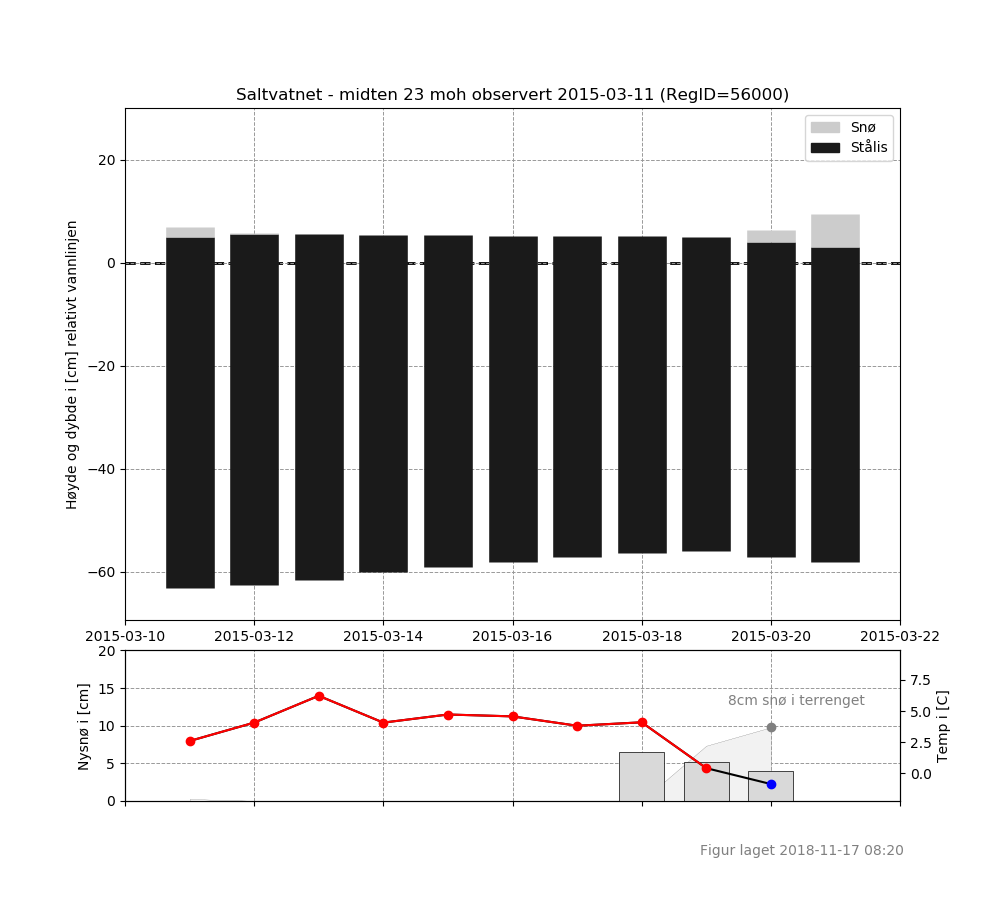 Saltvatnet - midten 23 moh observert 2015-03-11 (RegID=56000)
Snø
Stålis
Høyde og dybde i [cm] relativt vannlinjen
20
0
−20
−40
−60
2015-03-10 2015-03-12 2015-03-14 2015-03-16 2015-03-18 2015-03-20 2015-03-22
Nysnø i [cm]
20
15
10
5
0
8cm snø i terrenget
7.5
5.0
2.5
0.0
Temp i [C]
Figur laget 2018-11-17 08:20